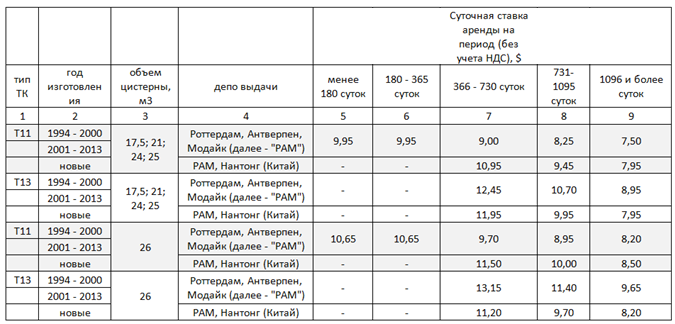 Суточная ставка
аренды на
период (без
учета НДС), $
тип
ТК
год
изготовлен
ия
объем
цистерны,
м3
депо выдачи
менее
180 суток
180 - 365
суток
366 - 730 суток
731-
1095
суток
1096 и более
суток
1 2 3 4 5 6 7 8 9
Т11 1994 - 2000 17,5; 21; Роттердам, Антверпен, 9,95 9,95 9,00 8,25 7,50
2001 - 2013 24; 25 Модайк (далее - "РАМ")
новые РАМ, Нантонг (Китай) - - 10,95 9,45 7,95
Т13 1994 - 2000 17,5; 21; Роттердам, Антверпен, - - 12,45 10,70 8,95
2001 - 2013 24; 25 Модайк (далее - "РАМ")
новые РАМ, Нантонг (Китай) - - 11,95 9,95 7,95
Т11 1994 - 2000 26 Роттердам, Антверпен, 10,65 10,65 9,70 8,95 8,20
2001 - 2013 Модайк (далее - "РАМ")
новые РАМ, Нантонг (Китай) - - 11,50 10,00 8,50
Т13 1994 - 2000 26 Роттердам, Антверпен, - - 13,15 11,40 9,65
2001 - 2013 Модайк (далее - "РАМ")
новые РАМ, Нантонг (Китай) - - 11,20 9,70 8,20